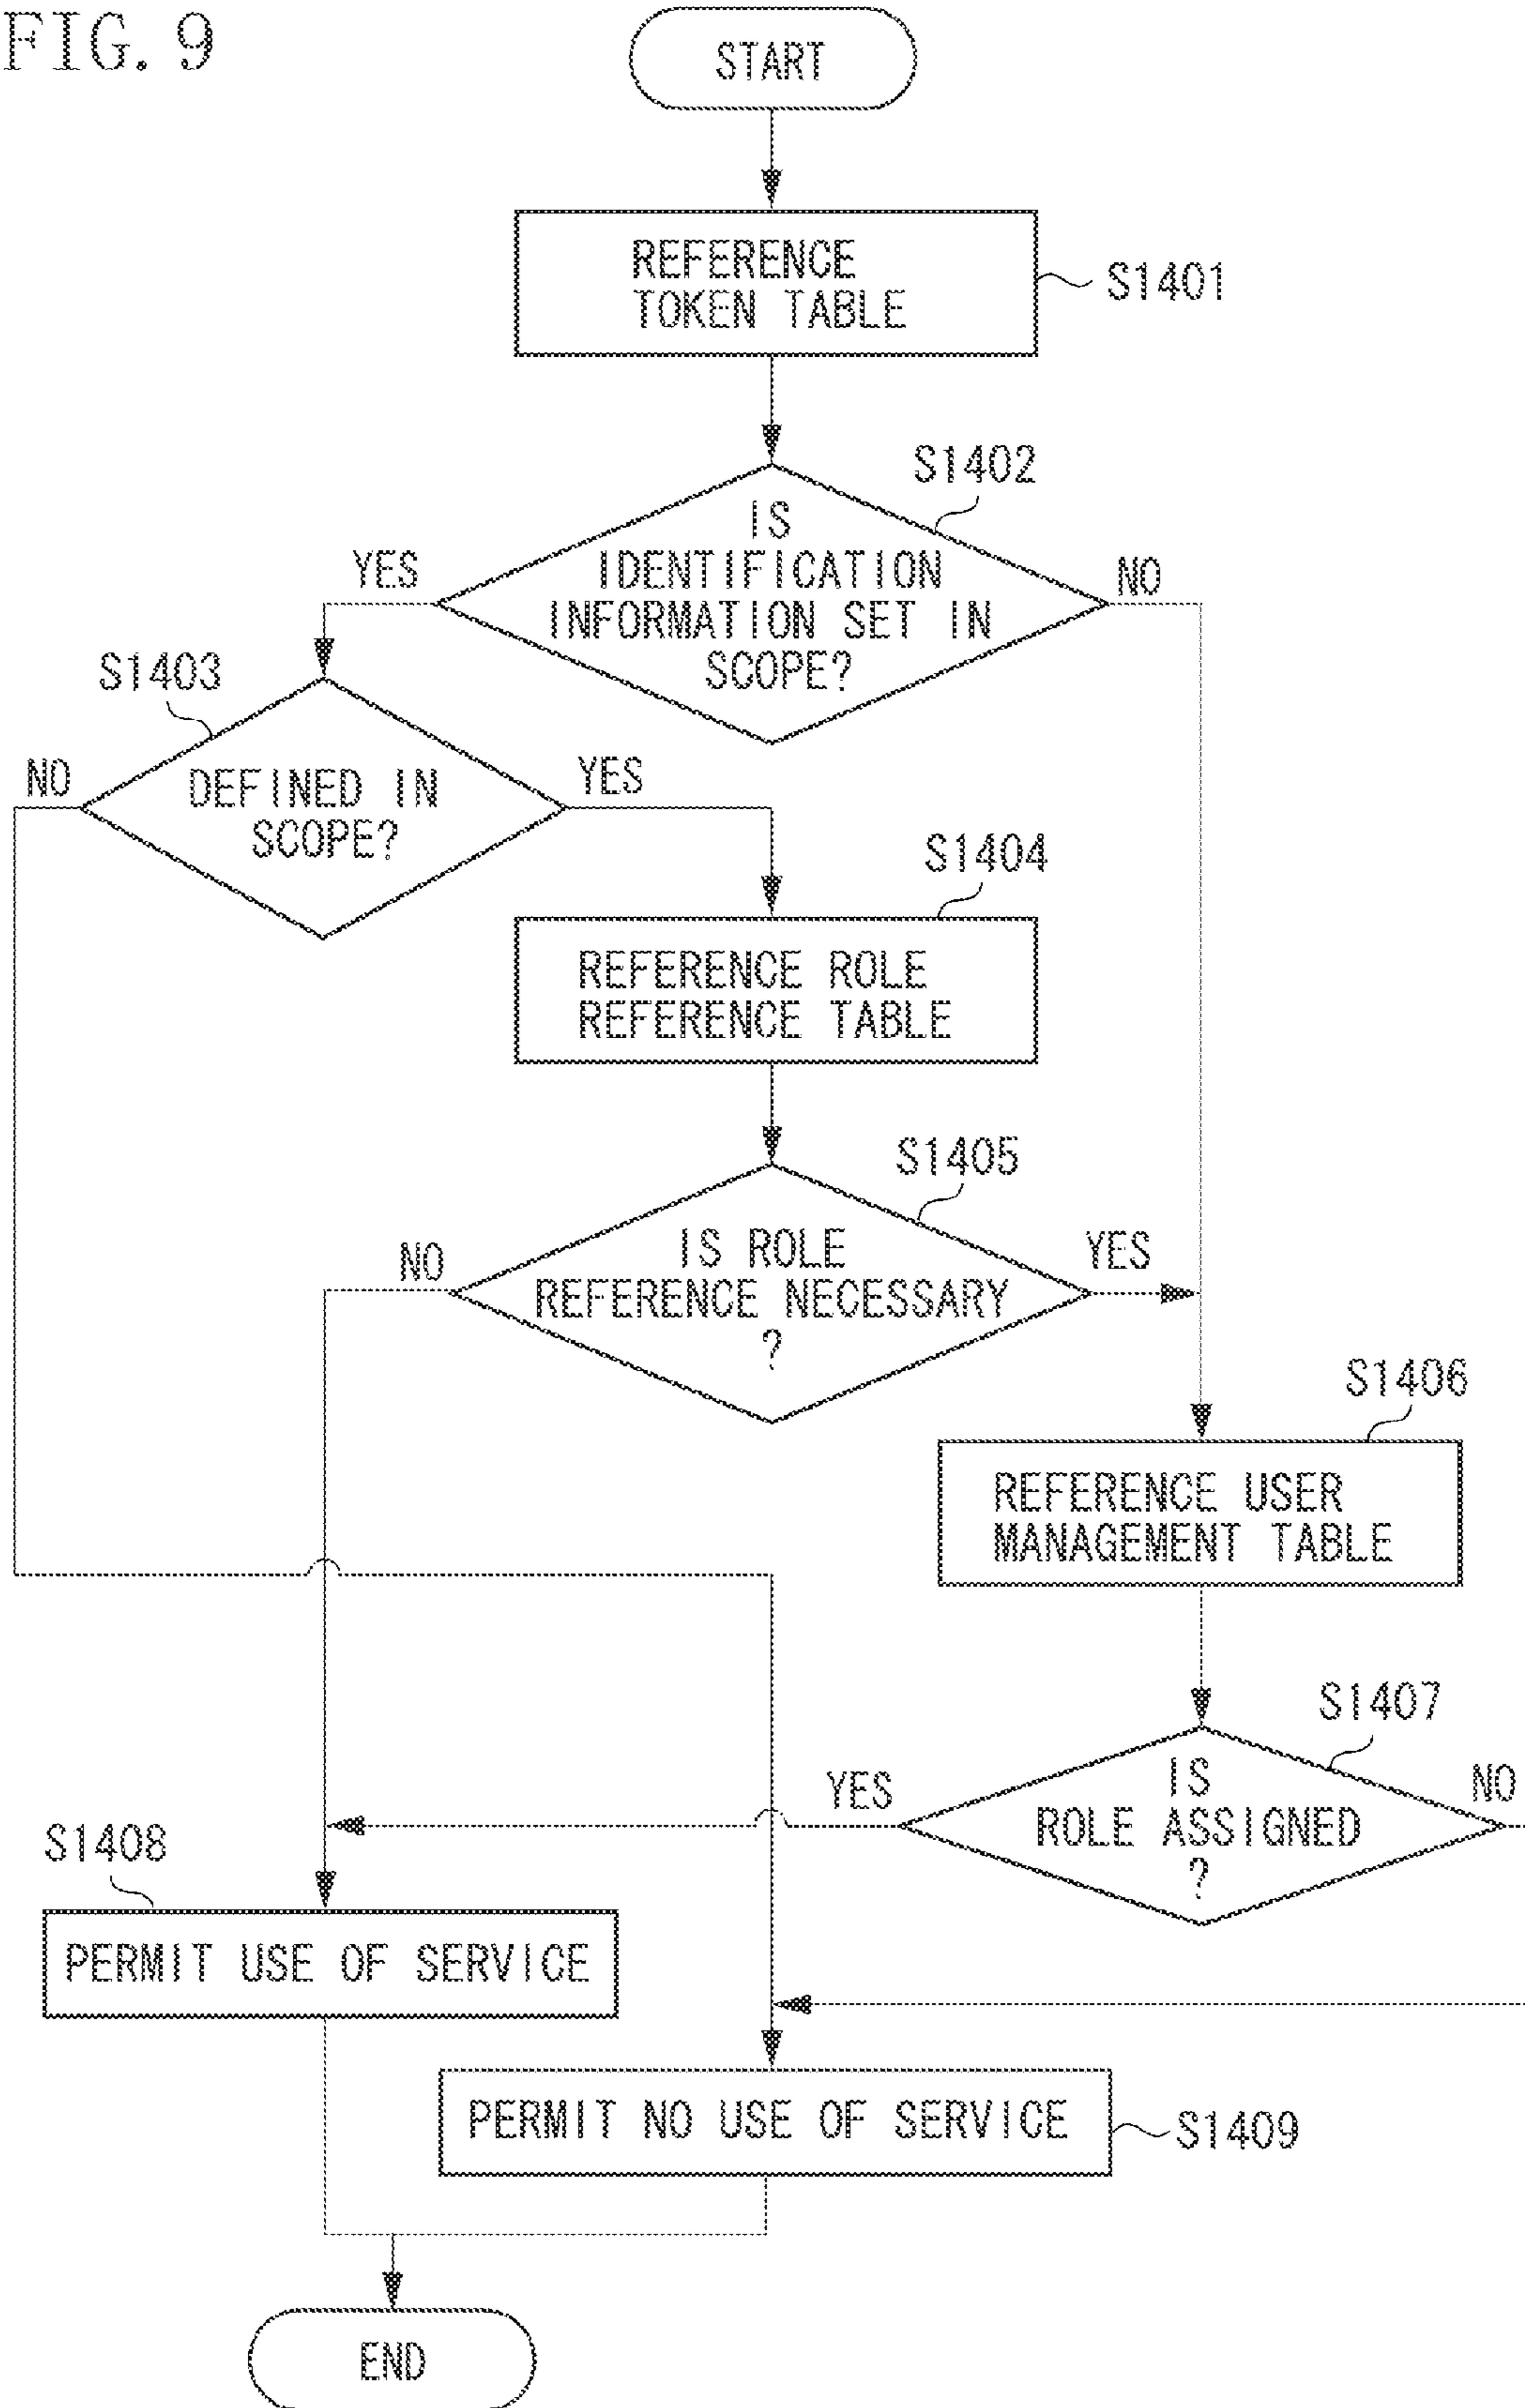 FIG. 9
START
REFERENCE
TOKEN TABLE
S1401
S1402
IS
IDENTIFICATION
INFORMATION SET IN
SCOPE?
YES
NO
S1403
DEFINED IN
SCOPE?
NO
YES
S1404
REFERENCE ROLE
REFERENCE TABLE
S1405
IS ROLE
REFERENCE NECESSARY
?
NO
YES
S1406
REFERENCE USER
MANAGEMENT TABLE
S1407
IS
ROLE ASSIGNED
?
YES
NO
S1408
PERMIT USE OF SERVICE
PERMIT NO USE OF SERVICE
S1409
END